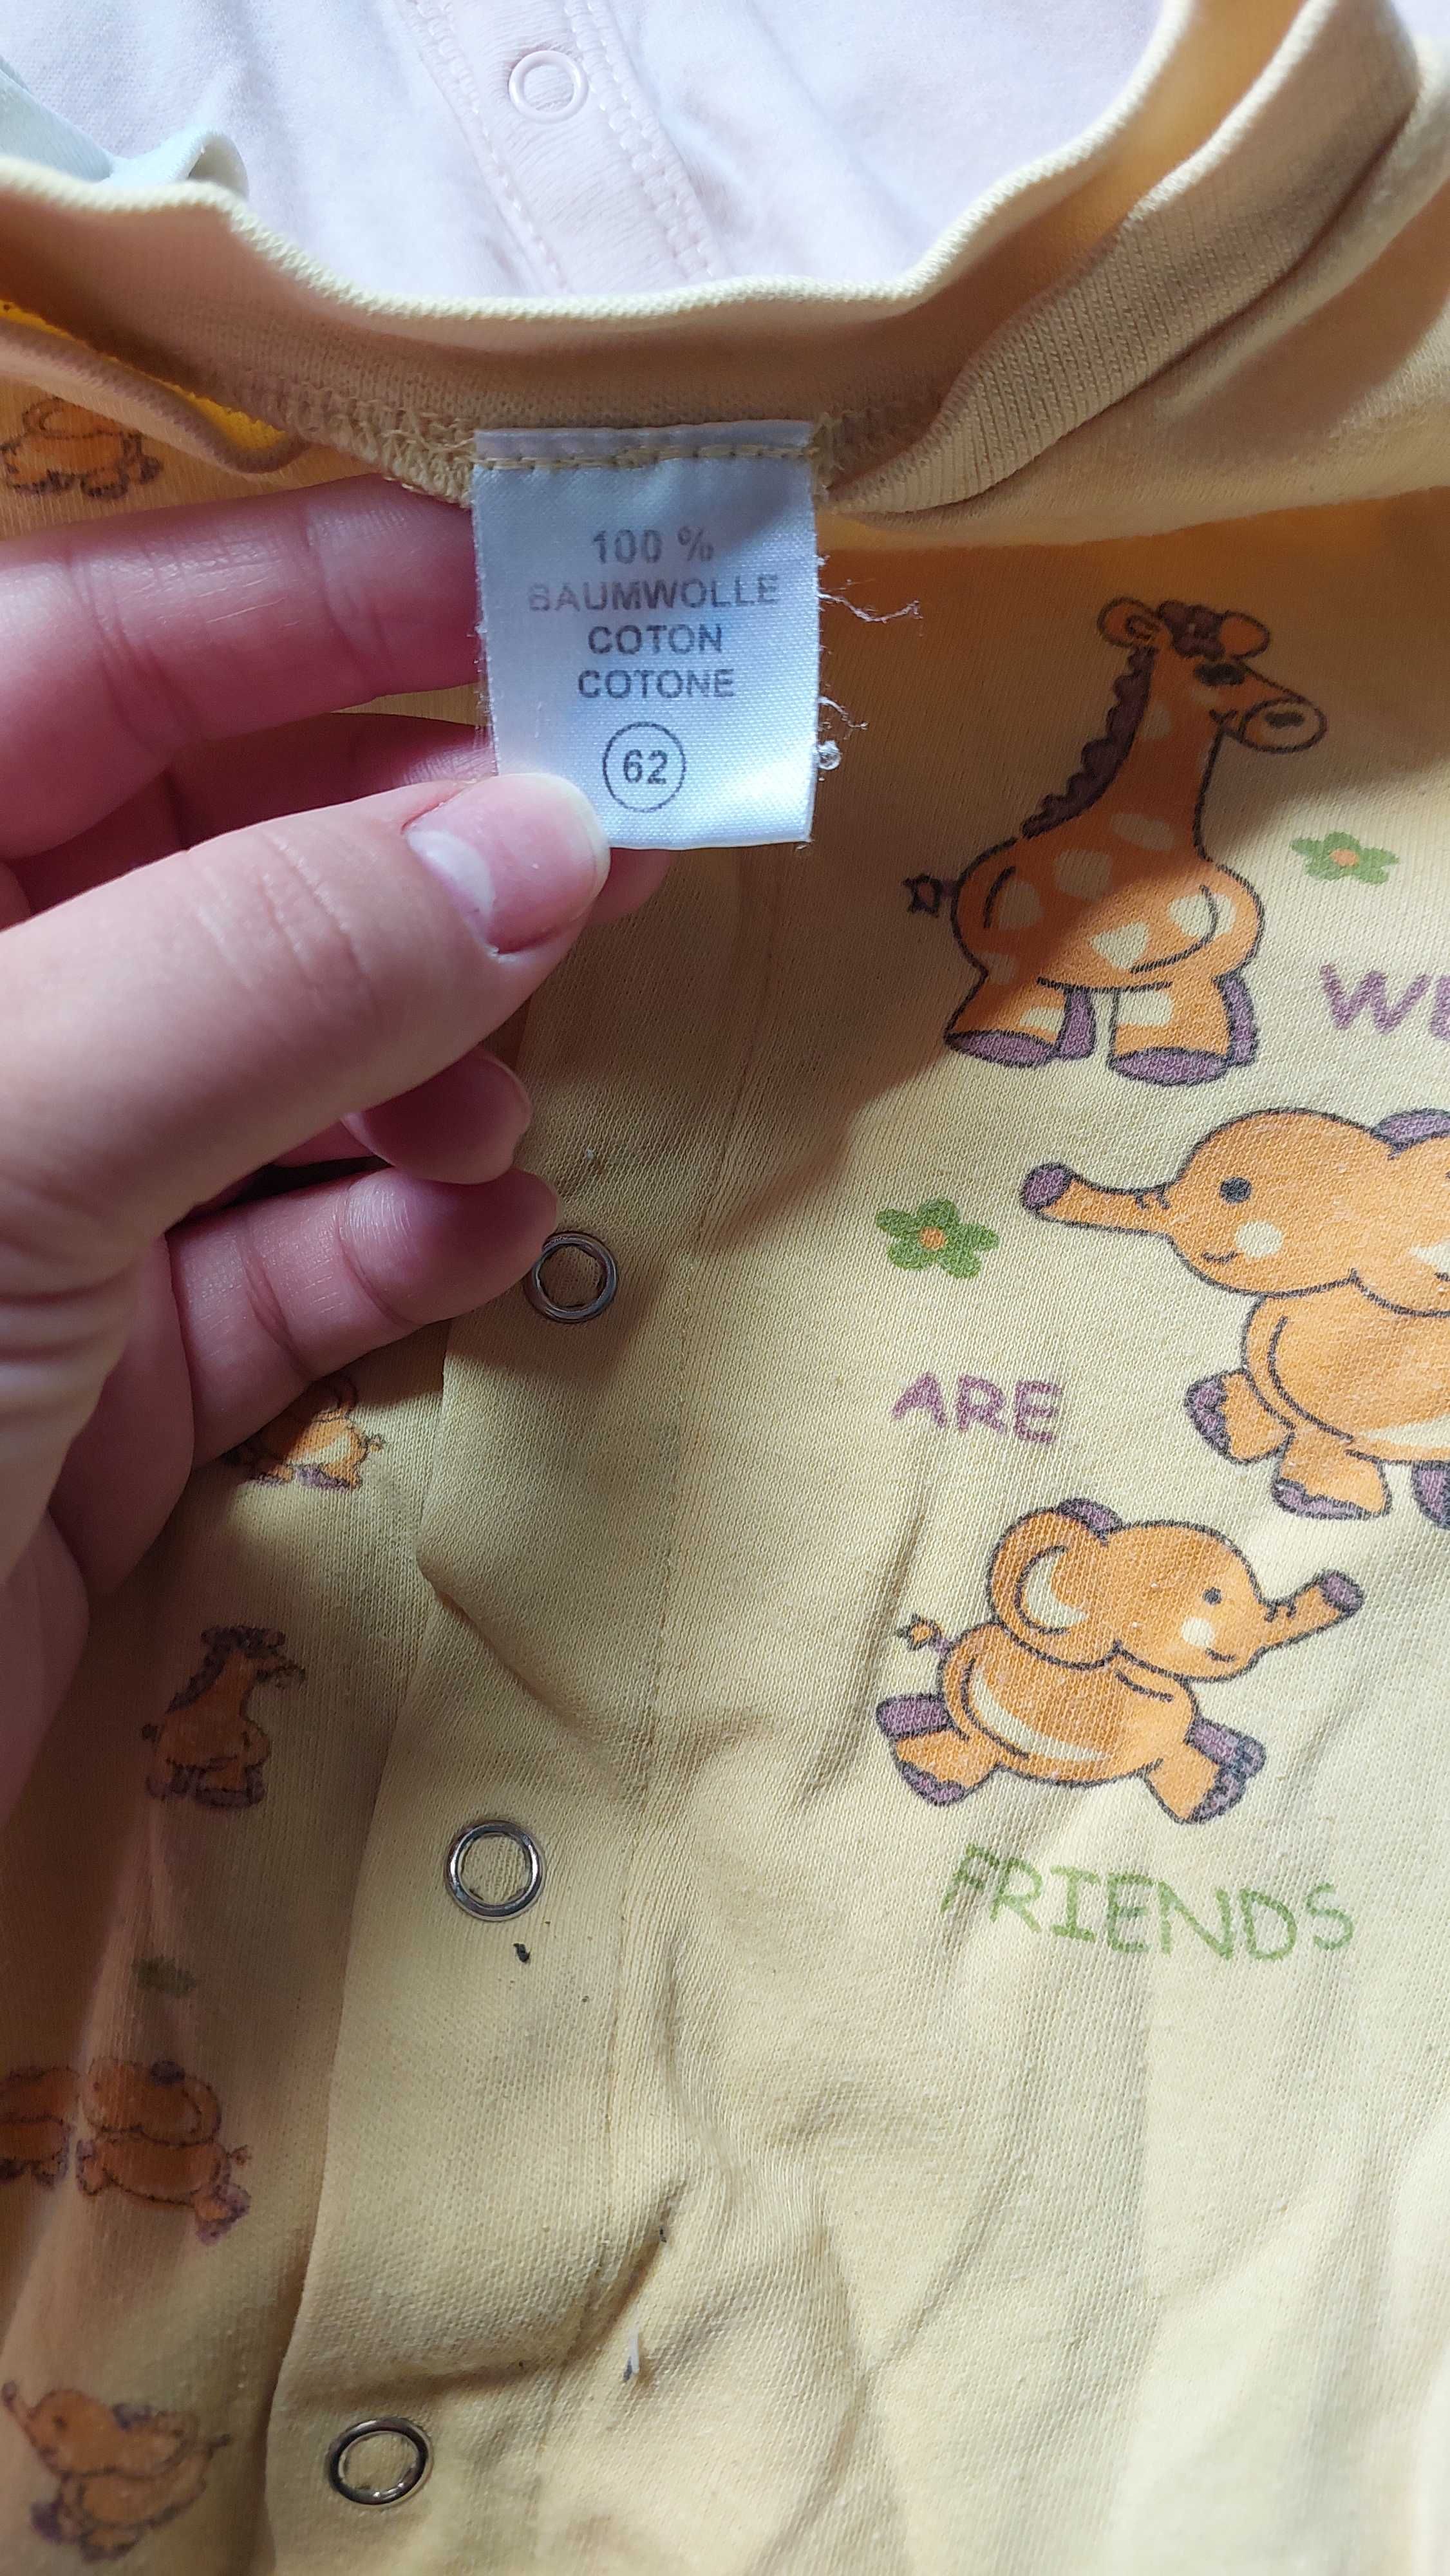 100 %
BAUMWOLLE
COTON
COTONE
62
ARE
FRIENDS